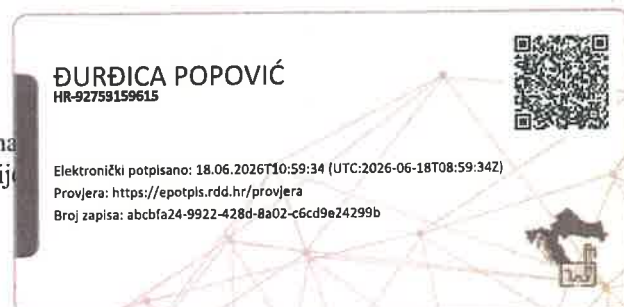 ĐURĐICA POPOVIĆ
HR-92759159615
Elektronički potpisano: 18.06.2026T10:59:34 (UTC:2026-06-18T08:59:34Z)
Provjera: https://epotpis.rdd.hr/provjera
Broj zapisa: abcbfa24-9922-428d-8a02-c6cd9e24299b